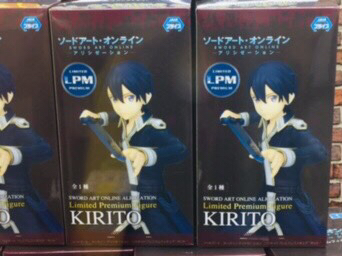 ソードアート・オンライン
SWORD ART ONLINE
アリシゼーション
LIMITED
LPM
PREMIUM
全1種
SWORD ART ONLINE ALICIZATION
Limited Premium Figure
KIRITO
ソードアート・オンライン
SWORD ART ONLINE
アリシゼーション
LIMITED
LPM
PREMIUM
全1種
SWORD ART ONLINE ALICIZATION
Limited Premium Figure
KIRITO